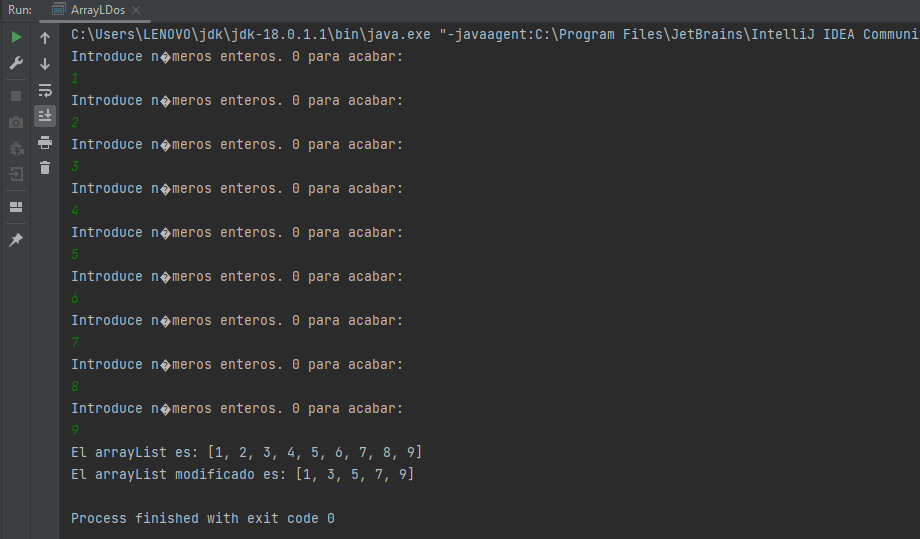 Run: ArrayLDos
C:\Users\LENOVO\jdk\jdk-18.0.1.1\bin\java.exe "-javaagent:C:\Program Files\JetBrains\IntelliJ IDEA Communi
Introduce n�meros enteros. 0 para acabar:
1
Introduce n�meros enteros. 0 para acabar:
2
Introduce n�meros enteros. 0 para acabar:
3
Introduce n�meros enteros. 0 para acabar:
4
Introduce n�meros enteros. 0 para acabar:
5
Introduce n�meros enteros. 0 para acabar:
6
Introduce n�meros enteros. 0 para acabar:
7
Introduce n�meros enteros. 0 para acabar:
8
Introduce n�meros enteros. 0 para acabar:
9
El arrayList es: [1, 2, 3, 4, 5, 6, 7, 8, 9]
El arrayList modificado es: [1, 3, 5, 7, 9]
Process finished with exit code 0